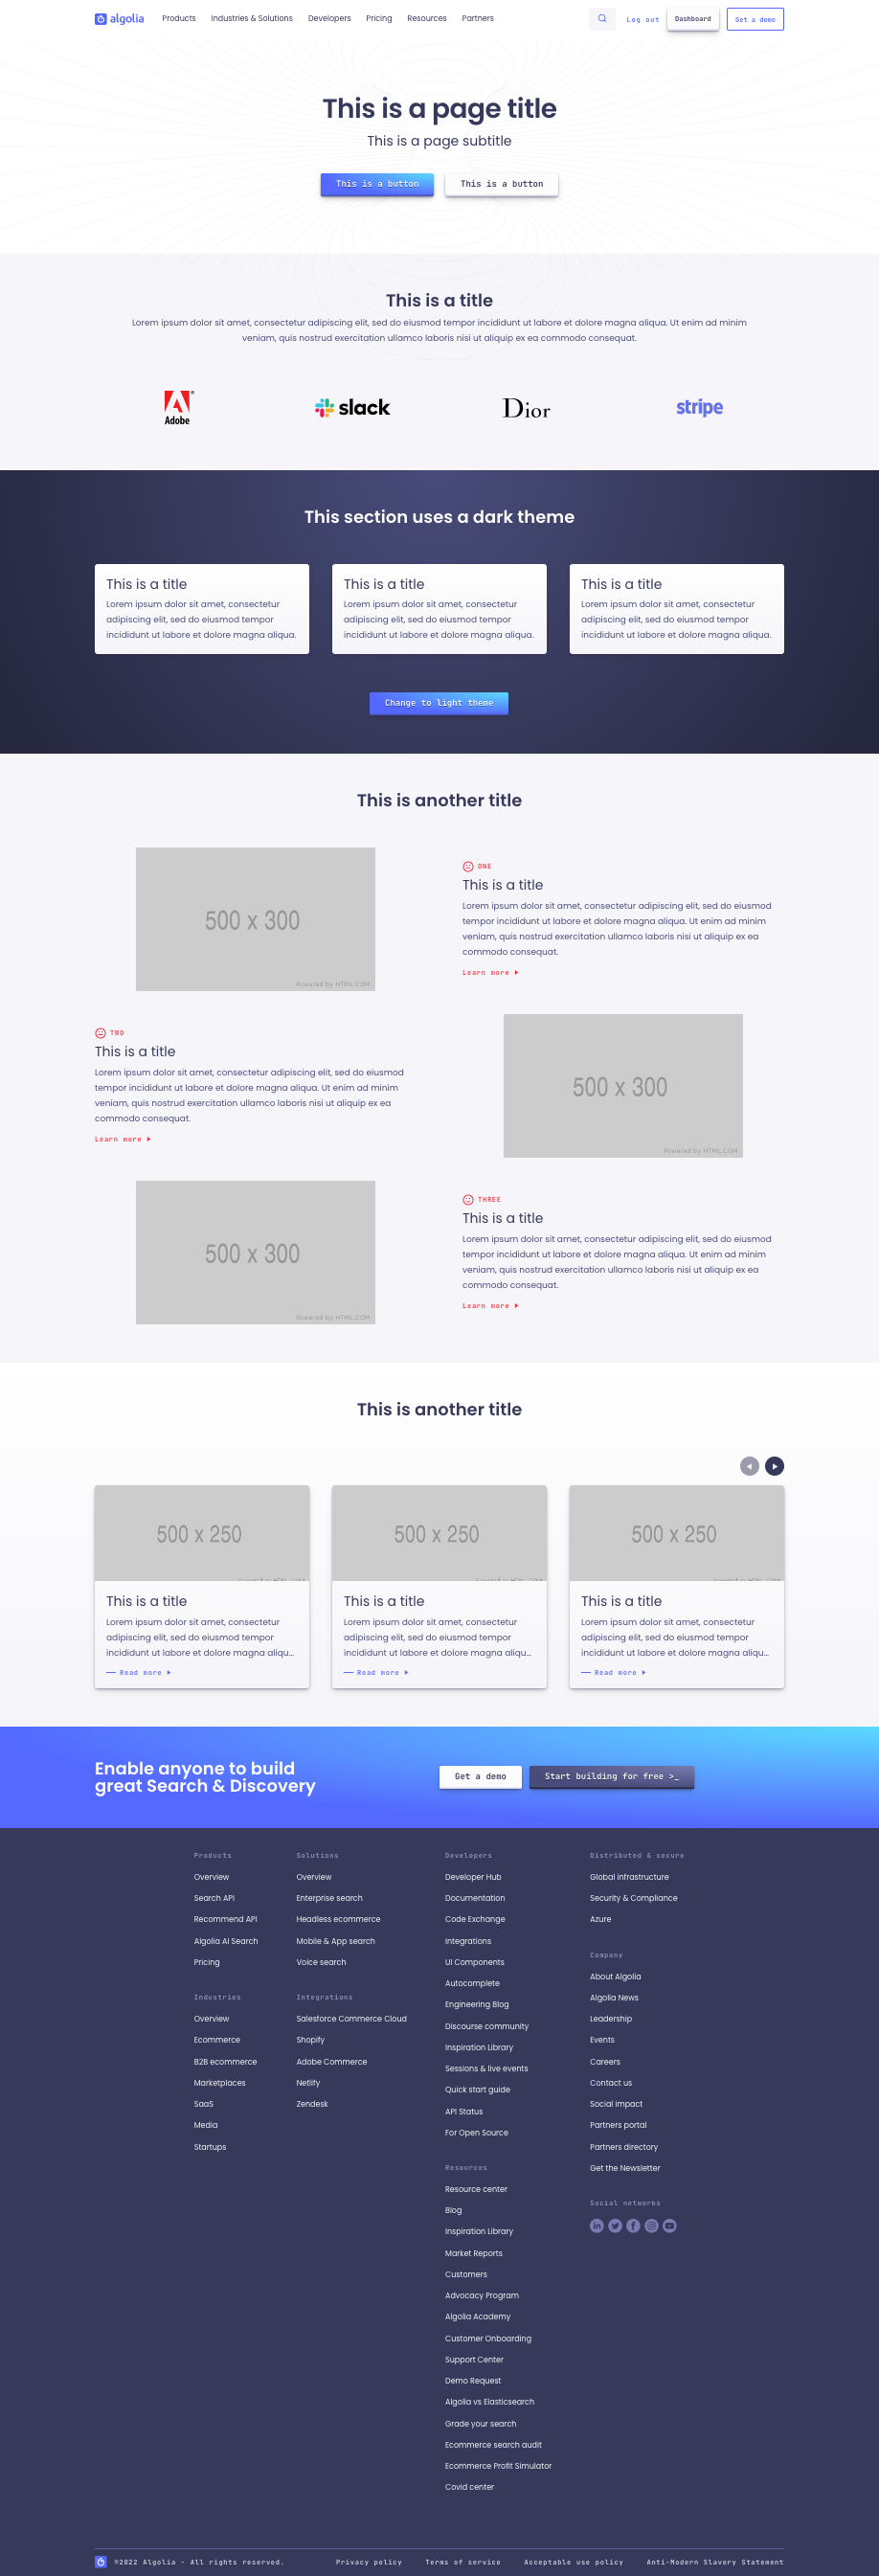 algolia Products Industries & Solutions Developers Pricing Resources Partners Log out Dashboard Get a demo
This is a page title
This is a page subtitle
This is a button This is a button
This is a title
Lorem ipsum dolor sit amet, consectetur adipiscing elit, sed do eiusmod tempor incididunt ut labore et dolore magna aliqua. Ut enim ad minim
veniam, quis nostrud exercitation ullamco laboris nisi ut aliquip ex ea commodo consequat.
Adobe slack Dior stripe
This section uses a dark theme
This is a title
Lorem ipsum dolor sit amet, consectetur
adipiscing elit, sed do eiusmod tempor
incididunt ut labore et dolore magna aliqua.
This is a title
Lorem ipsum dolor sit amet, consectetur
adipiscing elit, sed do eiusmod tempor
incididunt ut labore et dolore magna aliqua.
This is a title
Lorem ipsum dolor sit amet, consectetur
adipiscing elit, sed do eiusmod tempor
incididunt ut labore et dolore magna aliqua.
Change to light theme
This is another title
500 x 300
Powered by HTML.COM
ONE
This is a title
Lorem ipsum dolor sit amet, consectetur adipiscing elit, sed do eiusmod
tempor incididunt ut labore et dolore magna aliqua. Ut enim ad minim
veniam, quis nostrud exercitation ullamco laboris nisi ut aliquip ex ea
commodo consequat.
Learn more
TWO
This is a title
Lorem ipsum dolor sit amet, consectetur adipiscing elit, sed do eiusmod
tempor incididunt ut labore et dolore magna aliqua. Ut enim ad minim
veniam, quis nostrud exercitation ullamco laboris nisi ut aliquip ex ea
commodo consequat.
Learn more
500 x 300
Powered by HTML.COM
500 x 300
Powered by HTML.COM
THREE
This is a title
Lorem ipsum dolor sit amet, consectetur adipiscing elit, sed do eiusmod
tempor incididunt ut labore et dolore magna aliqua. Ut enim ad minim
veniam, quis nostrud exercitation ullamco laboris nisi ut aliquip ex ea
commodo consequat.
Learn more
This is another title
500 x 250
This is a title
Lorem ipsum dolor sit amet, consectetur
adipiscing elit, sed do eiusmod tempor
incididunt ut labore et dolore magna aliqu...
Read more
500 x 250
This is a title
Lorem ipsum dolor sit amet, consectetur
adipiscing elit, sed do eiusmod tempor
incididunt ut labore et dolore magna aliqu...
Read more
500 x 250
This is a title
Lorem ipsum dolor sit amet, consectetur
adipiscing elit, sed do eiusmod tempor
incididunt ut labore et dolore magna aliqu...
Read more
Enable anyone to build
great Search & Discovery
Get a demo Start building for free >_
Products
Overview
Search API
Recommend API
Algolia AI Search
Pricing
Industries
Overview
Ecommerce
B2B ecommerce
Marketplaces
SaaS
Media
Startups
Solutions
Overview
Enterprise search
Headless ecommerce
Mobile & App search
Voice search
Integrations
Salesforce Commerce Cloud
Shopify
Adobe Commerce
Netlify
Zendesk
Developers
Developer Hub
Documentation
Code Exchange
Integrations
UI Components
Autocomplete
Engineering Blog
Discourse community
Inspiration Library
Sessions & live events
Quick start guide
API Status
For Open Source
Resources
Resource center
Blog
Inspiration Library
Market Reports
Customers
Advocacy Program
Algolia Academy
Customer Onboarding
Support Center
Demo Request
Algolia vs Elasticsearch
Grade your search
Ecommerce search audit
Ecommerce Profit Simulator
Covid center
Distributed & secure
Global infrastructure
Security & Compliance
Azure
Company
About Algolia
Algolia News
Leadership
Events
Careers
Contact us
Social impact
Partners portal
Partners directory
Get the Newsletter
Social networks
©2022 Algolia - All rights reserved. Privacy policy Terms of service Acceptable use policy Anti-Modern Slavery Statement